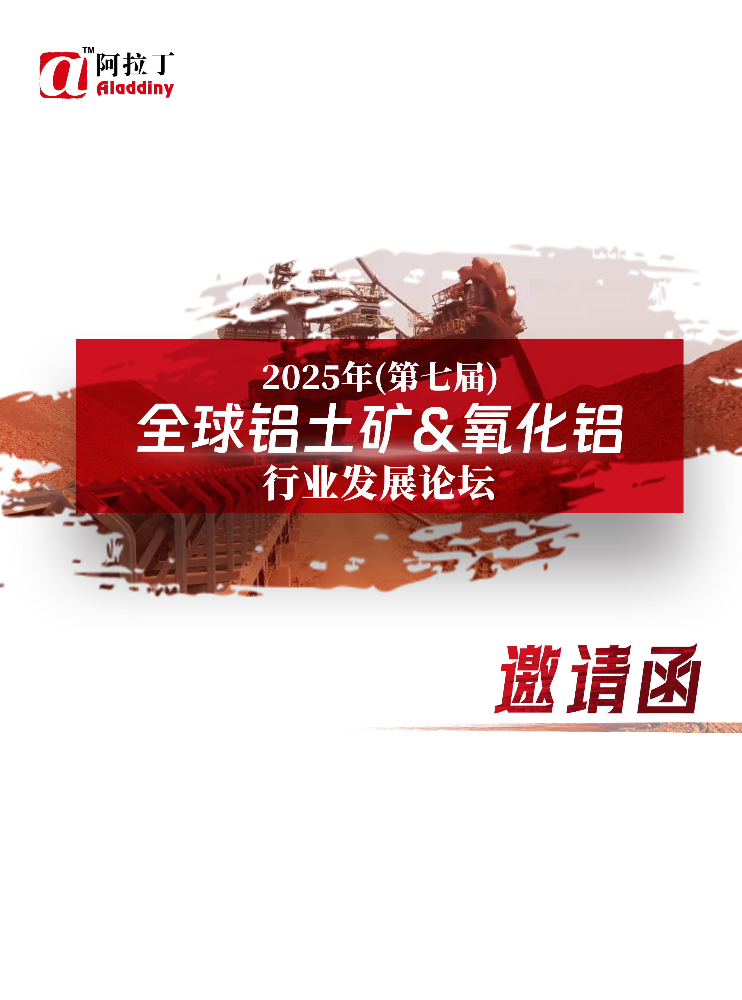 TM
阿拉丁
Aladdiny
2025年(第七届)
全球铝土矿&氧化铝
行业发展论坛
邀请函